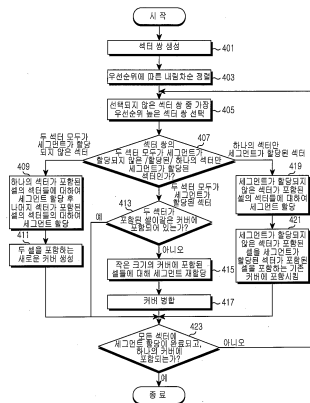 시 작
섹터 쌍 생성
401
우선순위에 따른 내림차순 정렬
403
선택되지 않은 섹터 쌍 중 가장
우선순위 높은 섹터 쌍 선택
405
두 섹터 모두가
세그먼트가 할당
되지 않은 섹터
섹터 쌍의
두 섹터 모두가 세그먼트가
할당되지 않은/할당된/하나의 섹터만
세그먼트가 할당된
섹터인가?
407
하나의 섹터만
세그먼트가 할당된 섹터
409
하나의 섹터가 포함된
셀의 섹터들에 대하여
세그먼트 할당 후
나머지 섹터가 포함된
셀의 섹터들에 대하여
세그먼트 할당
두 섹터 모두가
세그먼트가
할당된 섹터
419
세그먼트가 할당되지
않은 섹터가 포함된
셀의 섹터들에 대하여
세그먼트 할당
411
두 셀을 포함하는
새로운 커버 생성
413
예
두 섹터가
포함된 셀이같은 커버에
포함되어 있는가?
아니오
421
세그먼트가 할당되지
않은 섹터가 포함된
셀을 세그먼트가
할당된 섹터가 포함된
셀을 포함하는 기존
커버에 포함시킴
작은 크기의 커버에 포함된
셀들에 대해 세그먼트 재할당
415
커버 병합
417
423
모든 섹터에
세그먼트 할당이 완료되고,
하나의 커버에
포함되는가?
아니오
예
종 료